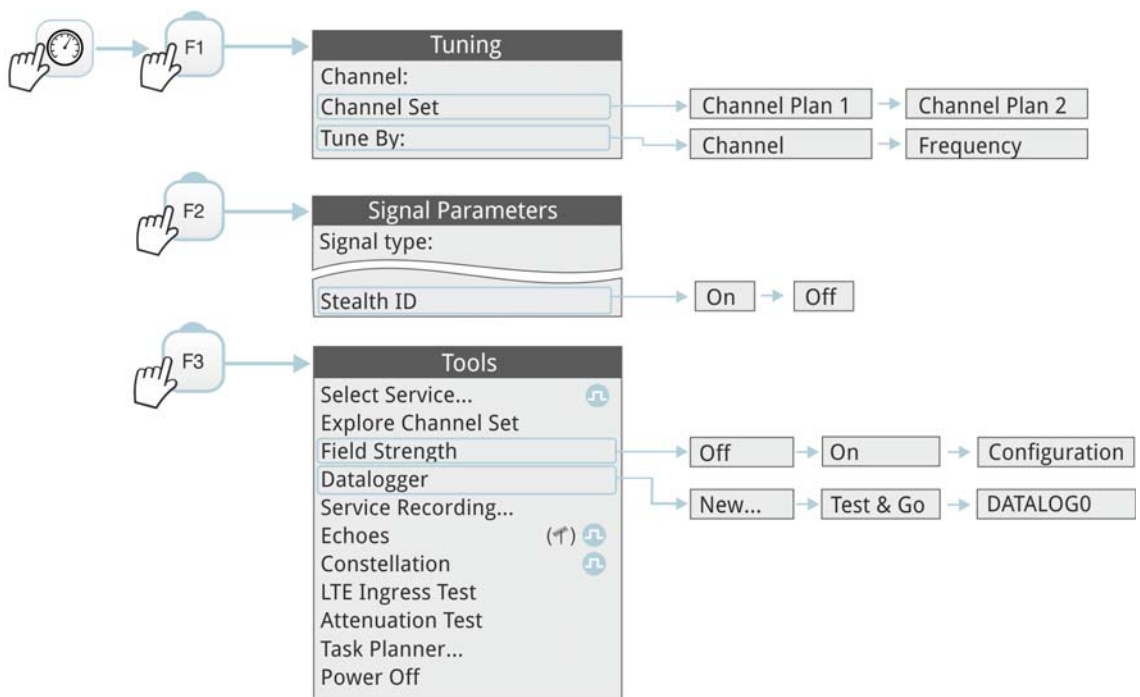 F1
Tuning
Channel:
Channel Set
Channel Plan 1
Channel Plan 2
Tune By:
Channel
Frequency
F2
Signal Parameters
Signal type:
Stealth ID
On
Off
F3
Tools
Select Service...
Explore Channel Set
Field Strength
Off
On
Configuration
Datalogger
New...
Test & Go
DATALOG0
Service Recording...
Echoes
Constellation
LTE Ingress Test
Attenuation Test
Task Planner...
Power Off